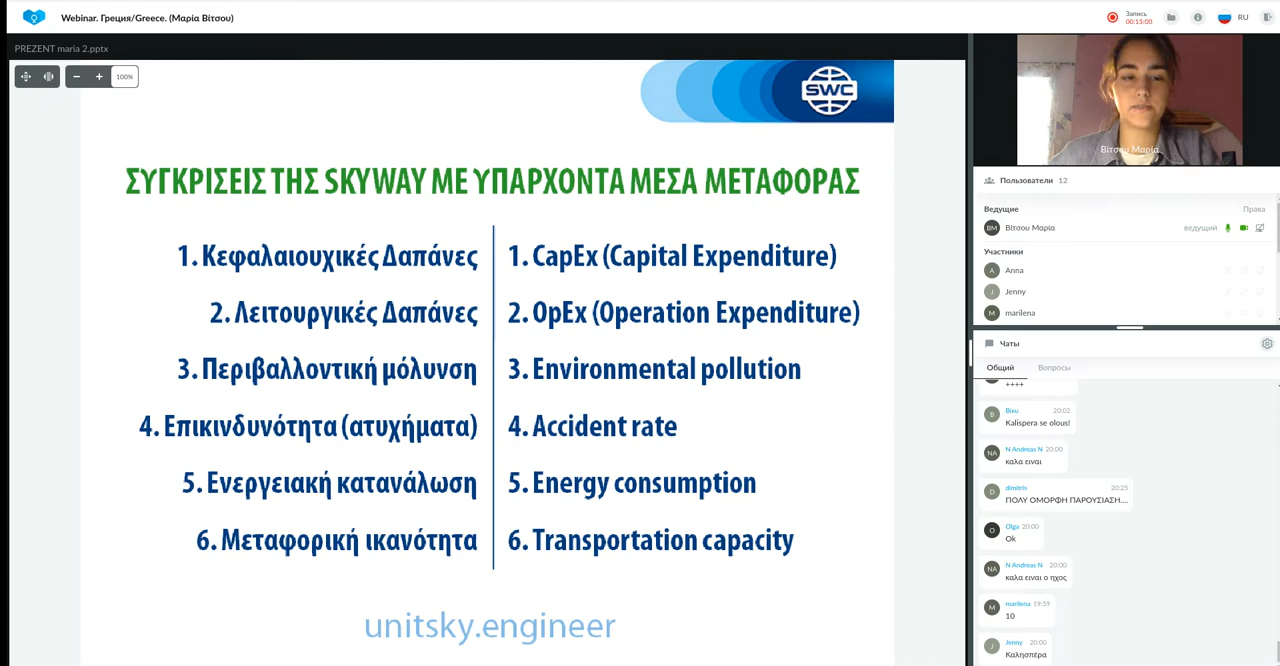 Webinar. Греция/Greece. (Μαρία Βίτσου)
Запись
00:15:00
RU
PREZENT maria 2.pptx
100%
SWC
ΣΥΓΚΡΙΣΕΙΣ ΤΗΣ SKYWAY ΜΕ ΥΠΑΡΧΟΝΤΑ ΜΕΣΑ ΜΕΤΑΦΟΡΑΣ
1. Κεφαλαιουχικές Δαπάνες
2. Λειτουργικές Δαπάνες
3. Περιβαλλοντική μόλυνση
4. Επικινδυνότητα (ατυχήματα)
5. Ενεργειακή κατανάλωση
6. Μεταφορική ικανότητα
1. CapEx (Capital Expenditure)
2. OpEx (Operation Expenditure)
3. Environmental pollution
4. Accident rate
5. Energy consumption
6. Transportation capacity
unitsky.engineer
Βίτσου Μαρία
Пользователи 12
Ведущие Права
ΒΜ Βίτσου Μαρία ведущий
Участники
A Anna
J Jenny
M marilena
Чаты
Общий Вопросы
++++
B Bixu 20:02
Kalispera se olous!
NA N Andreas N 20:00
καλα ειναι
D dimitris 20:25
ΠΟΛΥ ΟΜΟΡΦΗ ΠΑΡΟΥΣΙΑΣΗ....
O Olga 20:00
Ok
NA N Andreas N 20:00
καλα ειναι ο ηχος
M marilena 19:59
10
J Jenny 20:00
Καλησπέρα